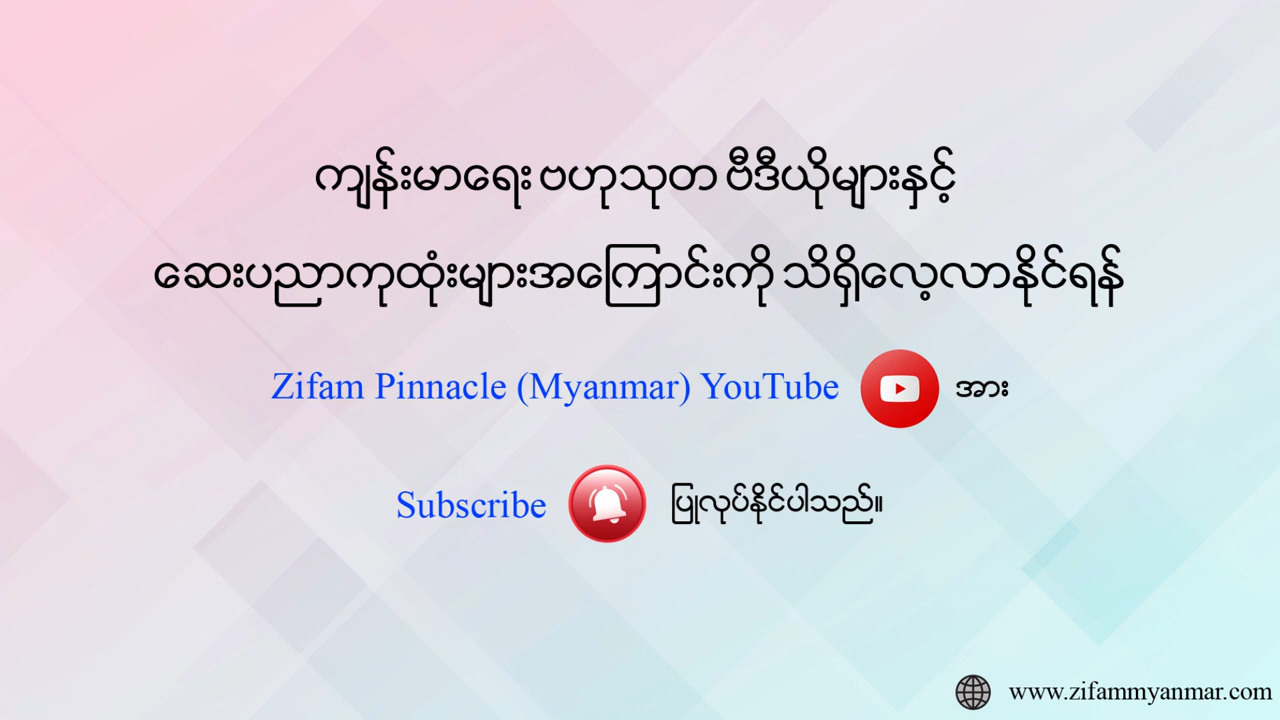 ကျန်းမာရေး ဗဟုသုတ ဗီဒီယိုများနှင့်
ဆေးပညာကုထုံးများအကြောင်းကို သိရှိလေ့လာနိုင်ရန်
Zifam Pinnacle (Myanmar) YouTube အား
Subscribe ပြုလုပ်နိုင်ပါသည်။
www.zifammyanmar.com